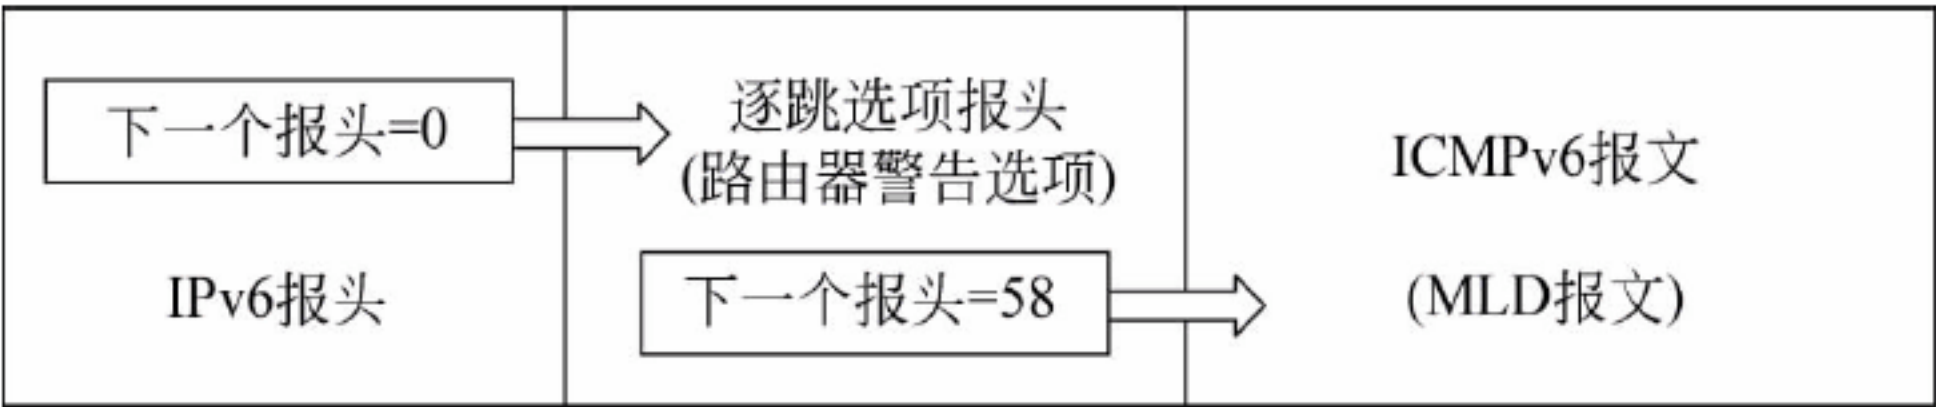 下一个报头=0
IPv6报头
逐跳选项报头
(路由器警告选项)
下一个报头=58
ICMPv6报文
(MLD报文)